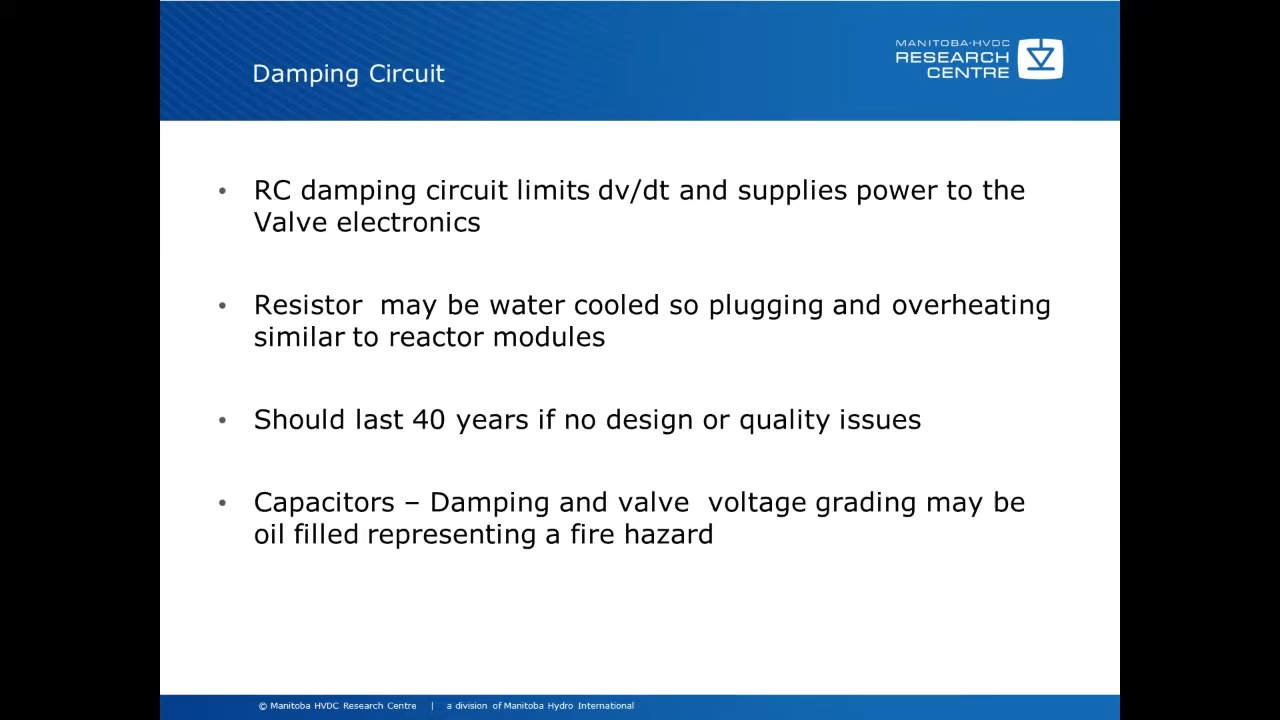 Damping Circuit
MANITOBA·HVDC
RESEARCH
CENTRE
• RC damping circuit limits dv/dt and supplies power to the
Valve electronics
• Resistor may be water cooled so plugging and overheating
similar to reactor modules
• Should last 40 years if no design or quality issues
• Capacitors – Damping and valve voltage grading may be
oil filled representing a fire hazard
© Manitoba HVDC Research Centre | a division of Manitoba Hydro International